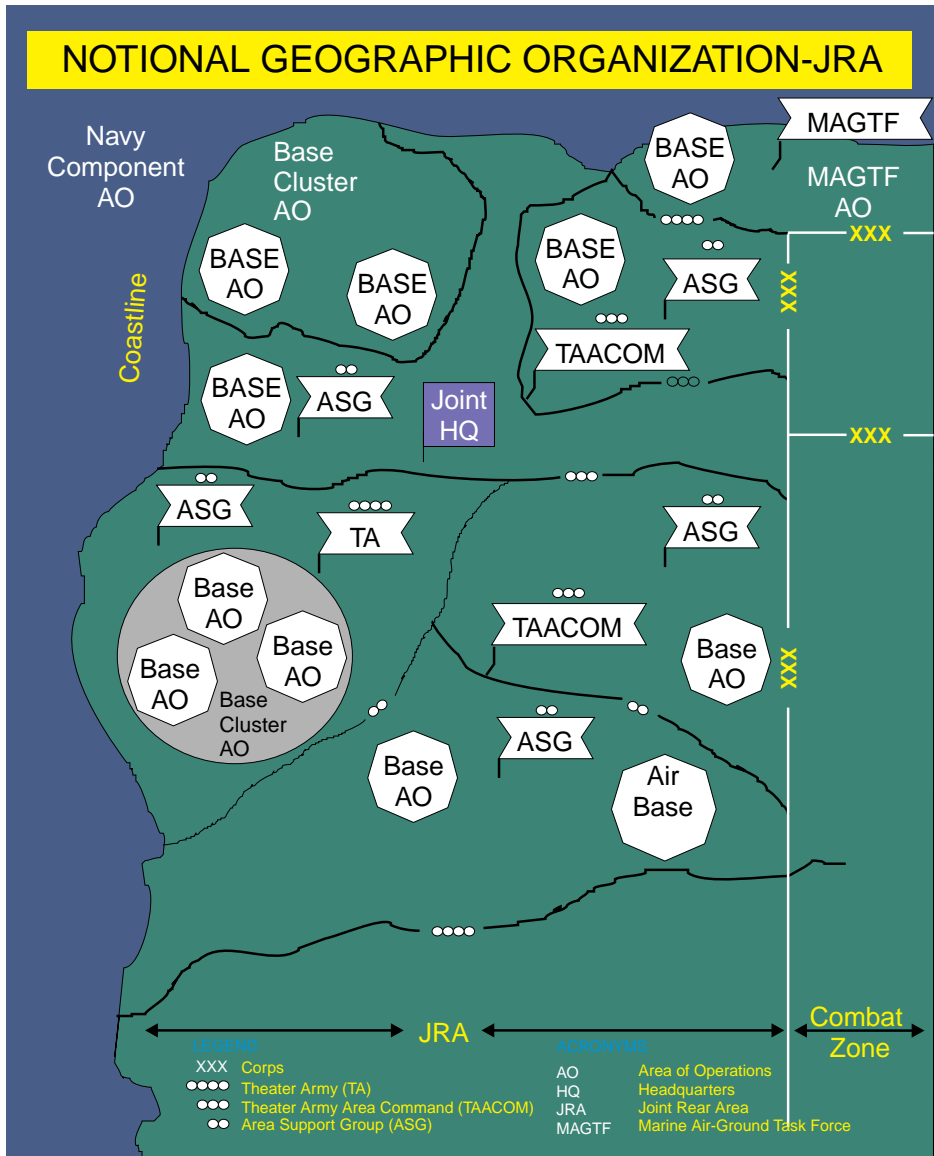 NOTIONAL GEOGRAPHIC ORGANIZATION-JRA
Navy
Component
AO
Base
Cluster
AO
BASE
AO
MAGTF
MAGTF
AO
BASE
AO
BASE
AO
BASE
AO
ASG
XXX
XXX
Coastline
TAACOM
BASE
AO
ASG
Joint
HQ
XXX
ASG
TA
ASG
Base
AO
Base
AO
Base
AO
Base
Cluster
AO
TAACOM
Base
AO
XXX
ASG
Base
AO
Air
Base
JRA
Combat
Zone
LEGEND
XXX Corps
Theater Army (TA)
Theater Army Area Command (TAACOM)
Area Support Group (ASG)
ACRONYMS
AO Area of Operations
HQ Headquarters
JRA Joint Rear Area
MAGTF Marine Air-Ground Task Force